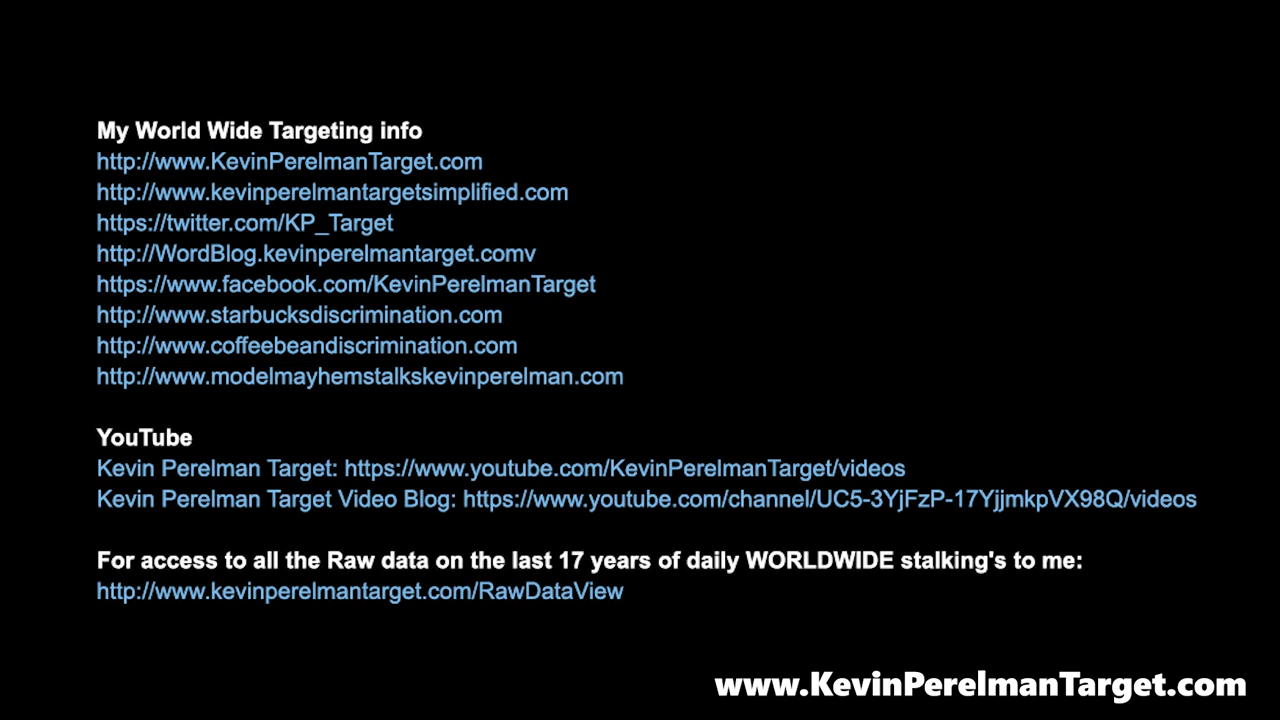 My World Wide Targeting info
http://www.KevinPerelmanTarget.com
http://www.kevinperelmantargetsimplified.com
https://twitter.com/KP_Target
http://WordBlog.kevinperelmantarget.comv
https://www.facebook.com/KevinPerelmanTarget
http://www.starbucksdiscrimination.com
http://www.coffeebeandiscrimination.com
http://www.modelmayhemstalkskevinperelman.com
YouTube
Kevin Perelman Target: https://www.youtube.com/KevinPerelmanTarget/videos
Kevin Perelman Target Video Blog: https://www.youtube.com/channel/UC5-3YjFzP-17YjjmkpVX98Q/videos
For access to all the Raw data on the last 17 years of daily WORLDWIDE stalking's to me:
http://www.kevinperelmantarget.com/RawDataView
www.KevinPerelmanTarget.com